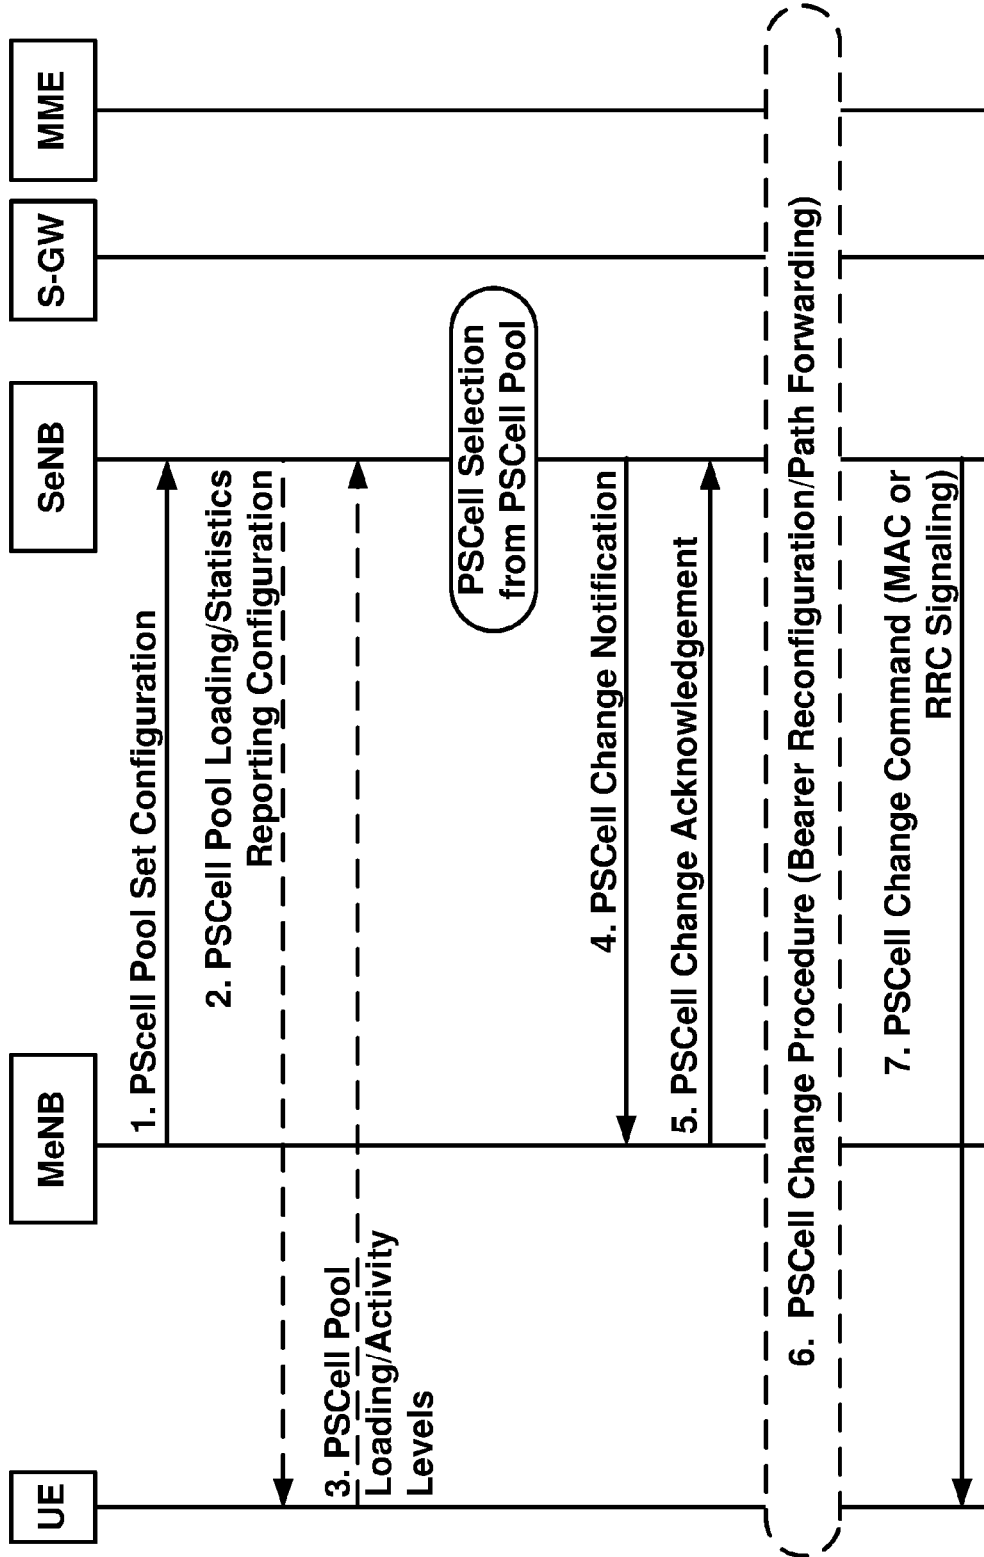 UE
MeNB
SeNB
S-GW
MME
1. PScell Pool Set Configuration
2. PSCell Pool Loading/Statistics
Reporting Configuration
3. PSCell Pool
Loading/Activity
Levels
PSCell Selection
from PSCell Pool
4. PSCell Change Notification
5. PSCell Change Acknowledgement
6. PSCell Change Procedure (Bearer Reconfiguration/Path Forwarding)
7. PSCell Change Command (MAC or
RRC Signaling)